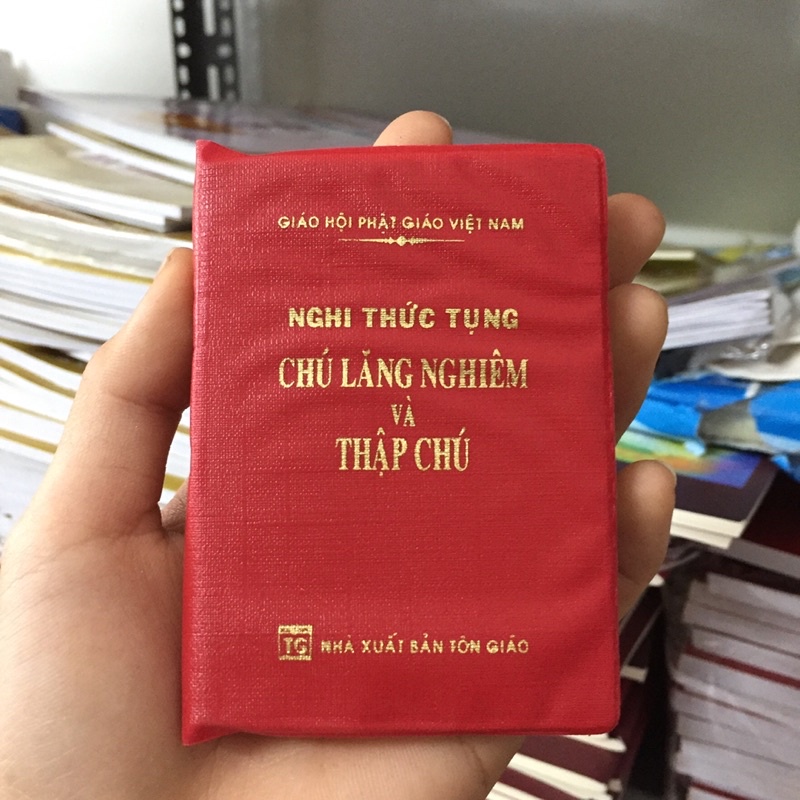 GIÁO HỘI PHẬT GIÁO VIỆT NAM
NGHI THỨC TỤNG
CHÚ LĂNG NGHIÊM
VÀ
THẬP CHÚ
TG NHÀ XUẤT BẢN TÔN GIÁO